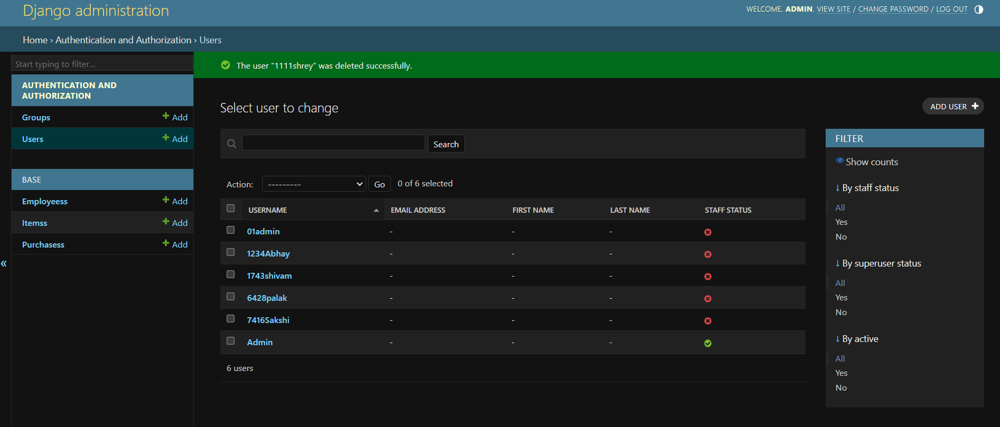 Django administration
WELCOME, ADMIN. VIEW SITE / CHANGE PASSWORD / LOG OUT
Home › Authentication and Authorization › Users
Start typing to filter...
AUTHENTICATION AND
AUTHORIZATION
Groups + Add
Users + Add
BASE
Employeess + Add
Itemss + Add
Purchasess + Add
«
The user “1111shrey” was deleted successfully.
Select user to change
ADD USER +
Search
Action: --------- Go 0 of 6 selected
USERNAME EMAIL ADDRESS FIRST NAME LAST NAME STAFF STATUS
01admin - - -
1234Abhay - - -
1743shivam - - -
6428palak - - -
7416Sakshi - - -
Admin - - -
6 users
FILTER
Show counts
↓ By staff status
All
Yes
No
↓ By superuser status
All
Yes
No
↓ By active
All
Yes
No